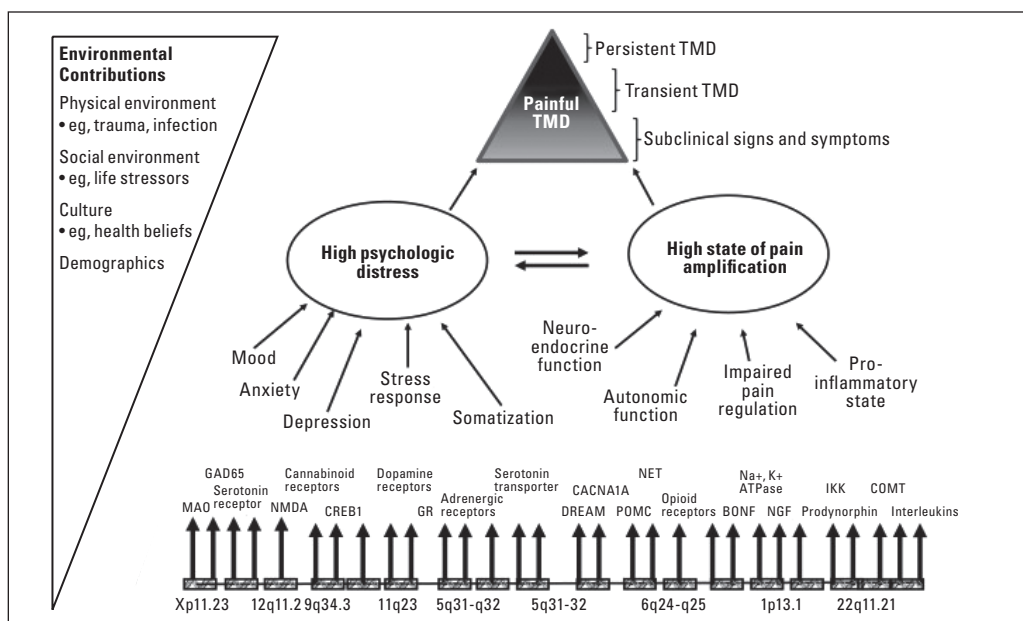 Environmental
Contributions
Physical environment
• eg, trauma, infection
Social environment
• eg, life stressors
Culture
• eg, health beliefs
Demographics
Painful
TMD
Persistent TMD
Transient TMD
Subclinical signs and symptoms
High psychologic
distress
High state of pain
amplification
Mood
Anxiety
Depression
Stress
response
Somatization
Neuro-
endocrine
function
Autonomic
function
Impaired
pain
regulation
Pro-
inflammatory
state
MAO
GAD65
Serotonin
receptor
NMDA
Cannabinoid
receptors
CREB1
Dopamine
receptors
GR
Adrenergic
receptors
Serotonin
transporter
DREAM
CACNA1A
POMC
NET
Opioid
receptors
BONF
Na+, K+
ATPase
NGF
Prodynorphin
IKK
COMT
Interleukins
Xp11.23
12q11.2
9q34.3
11q23
5q31-q32
5q31-32
6q24-q25
1p13.1
22q11.21